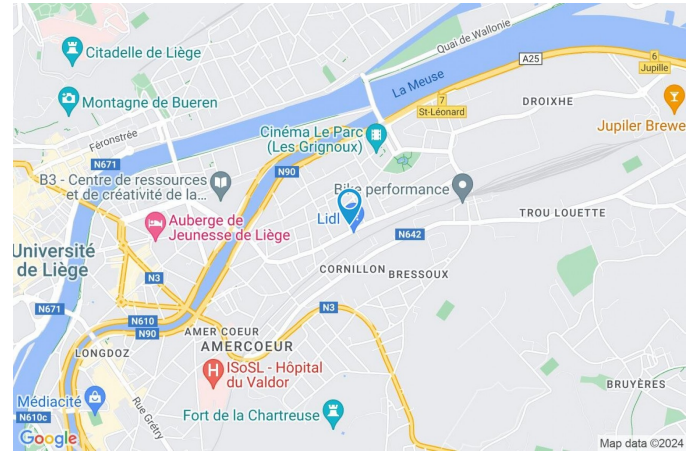 Citadelle de Liège
Quai de Wallonie
A25
6
Jupille
La Meuse
Montagne de Bueren
7
St-Léonard
DROIXHE
Jupiler Brewe
Féronstrée
Cinéma Le Parc
(Les Grignoux)
N671
N90
B3 - Centre de ressources
et de créativité de la...
Bike performance
Lidl
TROU LOUETTE
Auberge de
Jeunesse de Liège
N642
Université
de Liège
N3
CORNILLON
BRESSOUX
N671
N610
N90
AMER COEUR
AMERCOEUR
N3
LONGDOZ
ISoSL - Hôpital
du Valdor
BRUYÈRES
Médiacité
Rue Grétry
Fort de la Chartreuse
N610c
Google
Map data ©2024